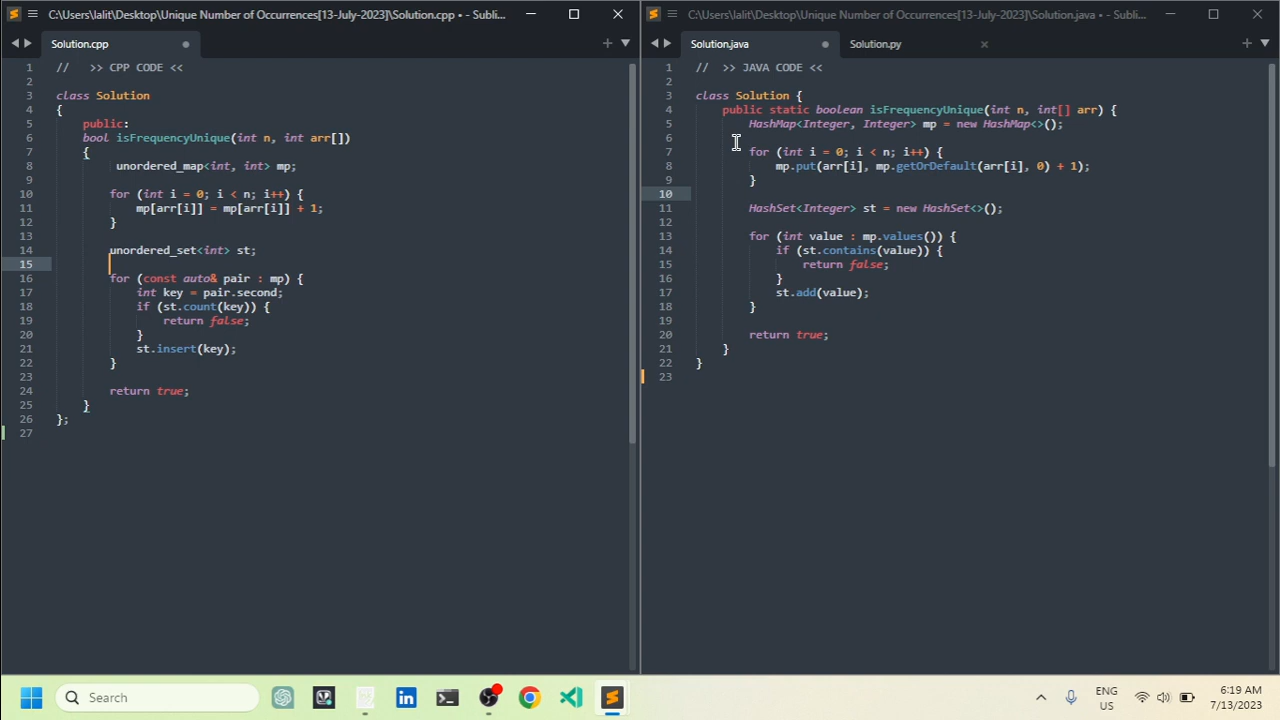 C:\Users\lalit\Desktop\Unique Number of Occurrences[13-July-2023]\Solution.cpp • - Subli...
Solution.cpp
1 // >> CPP CODE <<
2
3 class Solution
4 {
5 public:
6 bool isFrequencyUnique(int n, int arr[])
7 {
8 unordered_map<int, int> mp;
9
10 for (int i = 0; i < n; i++) {
11 mp[arr[i]] = mp[arr[i]] + 1;
12 }
13
14 unordered_set<int> st;
15
16 for (const auto& pair : mp) {
17 int key = pair.second;
18 if (st.count(key)) {
19 return false;
20 }
21 st.insert(key);
22 }
23
24 return true;
25 }
26 };
27
C:\Users\lalit\Desktop\Unique Number of Occurrences[13-July-2023]\Solution.java • - Subl...
Solution.java
Solution.py
1 // >> JAVA CODE <<
2
3 class Solution {
4 public static boolean isFrequencyUnique(int n, int[] arr) {
5 HashMap<Integer, Integer> mp = new HashMap<>();
6
7 for (int i = 0; i < n; i++) {
8 mp.put(arr[i], mp.getOrDefault(arr[i], 0) + 1);
9 }
10
11 HashSet<Integer> st = new HashSet<>();
12
13 for (int value : mp.values()) {
14 if (st.contains(value)) {
15 return false;
16 }
17 st.add(value);
18 }
19
20 return true;
21 }
22 }
23
Search
ENG
US
6:19 AM
7/13/2023